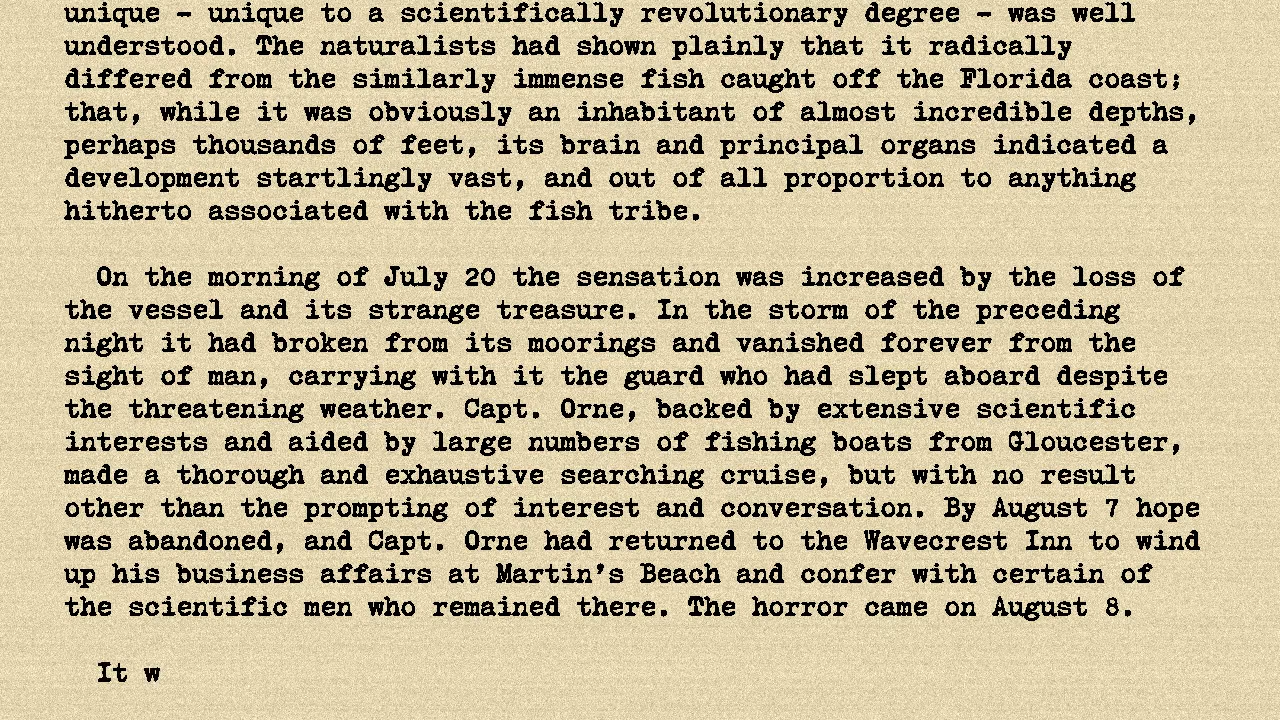 unique – unique to a scientifically revolutionary degree – was well
understood. The naturalists had shown plainly that it radically
differed from the similarly immense fish caught off the Florida coast;
that, while it was obviously an inhabitant of almost incredible depths,
perhaps thousands of feet, its brain and principal organs indicated a
development startlingly vast, and out of all proportion to anything
hitherto associated with the fish tribe.
On the morning of July 20 the sensation was increased by the loss of
the vessel and its strange treasure. In the storm of the preceding
night it had broken from its moorings and vanished forever from the
sight of man, carrying with it the guard who had slept aboard despite
the threatening weather. Capt. Orne, backed by extensive scientific
interests and aided by large numbers of fishing boats from Gloucester,
made a thorough and exhaustive searching cruise, but with no result
other than the prompting of interest and conversation. By August 7 hope
was abandoned, and Capt. Orne had returned to the Wavecrest Inn to wind
up his business affairs at Martin's Beach and confer with certain of
the scientific men who remained there. The horror came on August 8.
It w